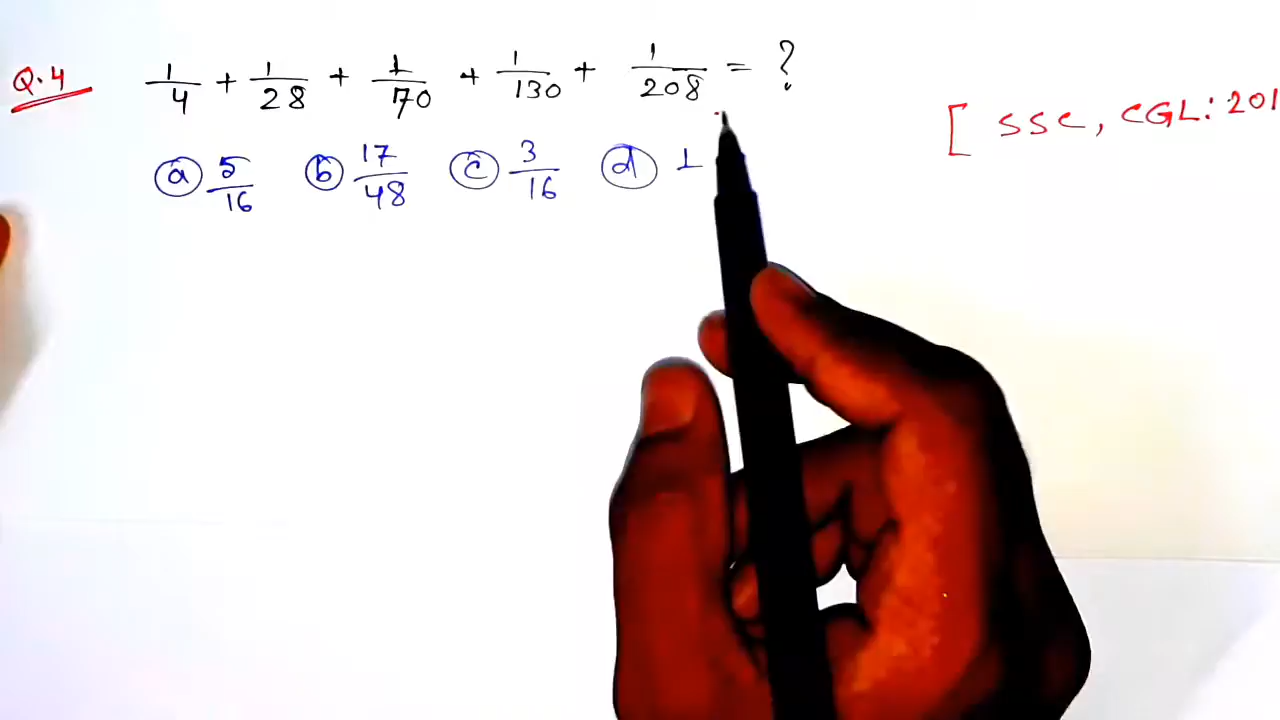 Q.4 1/4 + 1/28 + 1/70 + 1/130 + 1/208 = ?
[ SSC, CGL: 201
(a) 5/16 (b) 17/48 (c) 3/16 (d) 1